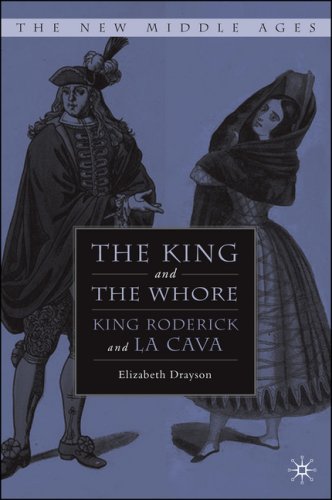 THE NEW MIDDLE AGES
THE KING
and
THE WHORE
KING RODERICK
and LA CAVA
Elizabeth Drayson